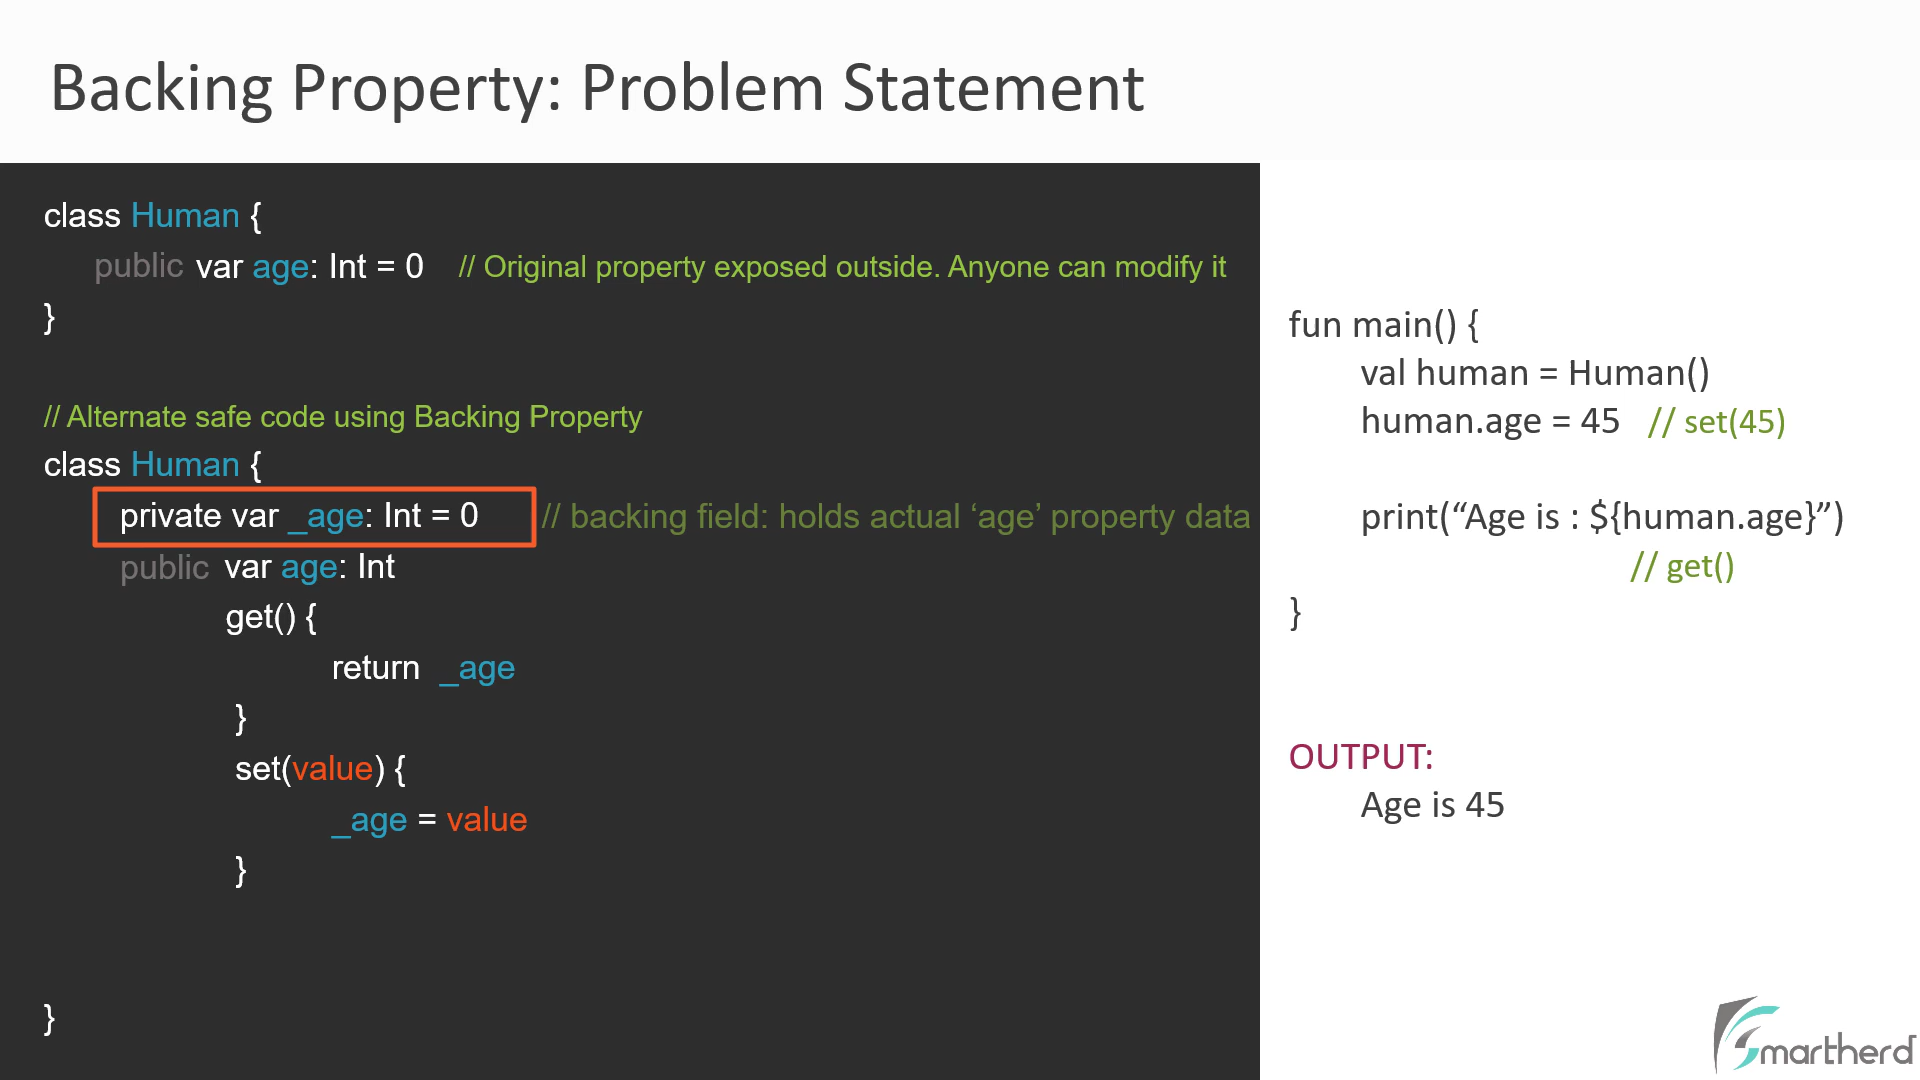 Backing Property: Problem Statement
class Human {
public var age: Int = 0 // Original property exposed outside. Anyone can modify it
}
// Alternate safe code using Backing Property
class Human {
private var _age: Int = 0 // backing field: holds actual ‘age’ property data
public var age: Int
get() {
return _age
}
set(value) {
_age = value
}
}
fun main() {
val human = Human()
human.age = 45 // set(45)
print(“Age is : ${human.age}”)
// get()
}
OUTPUT:
Age is 45
Smartherd